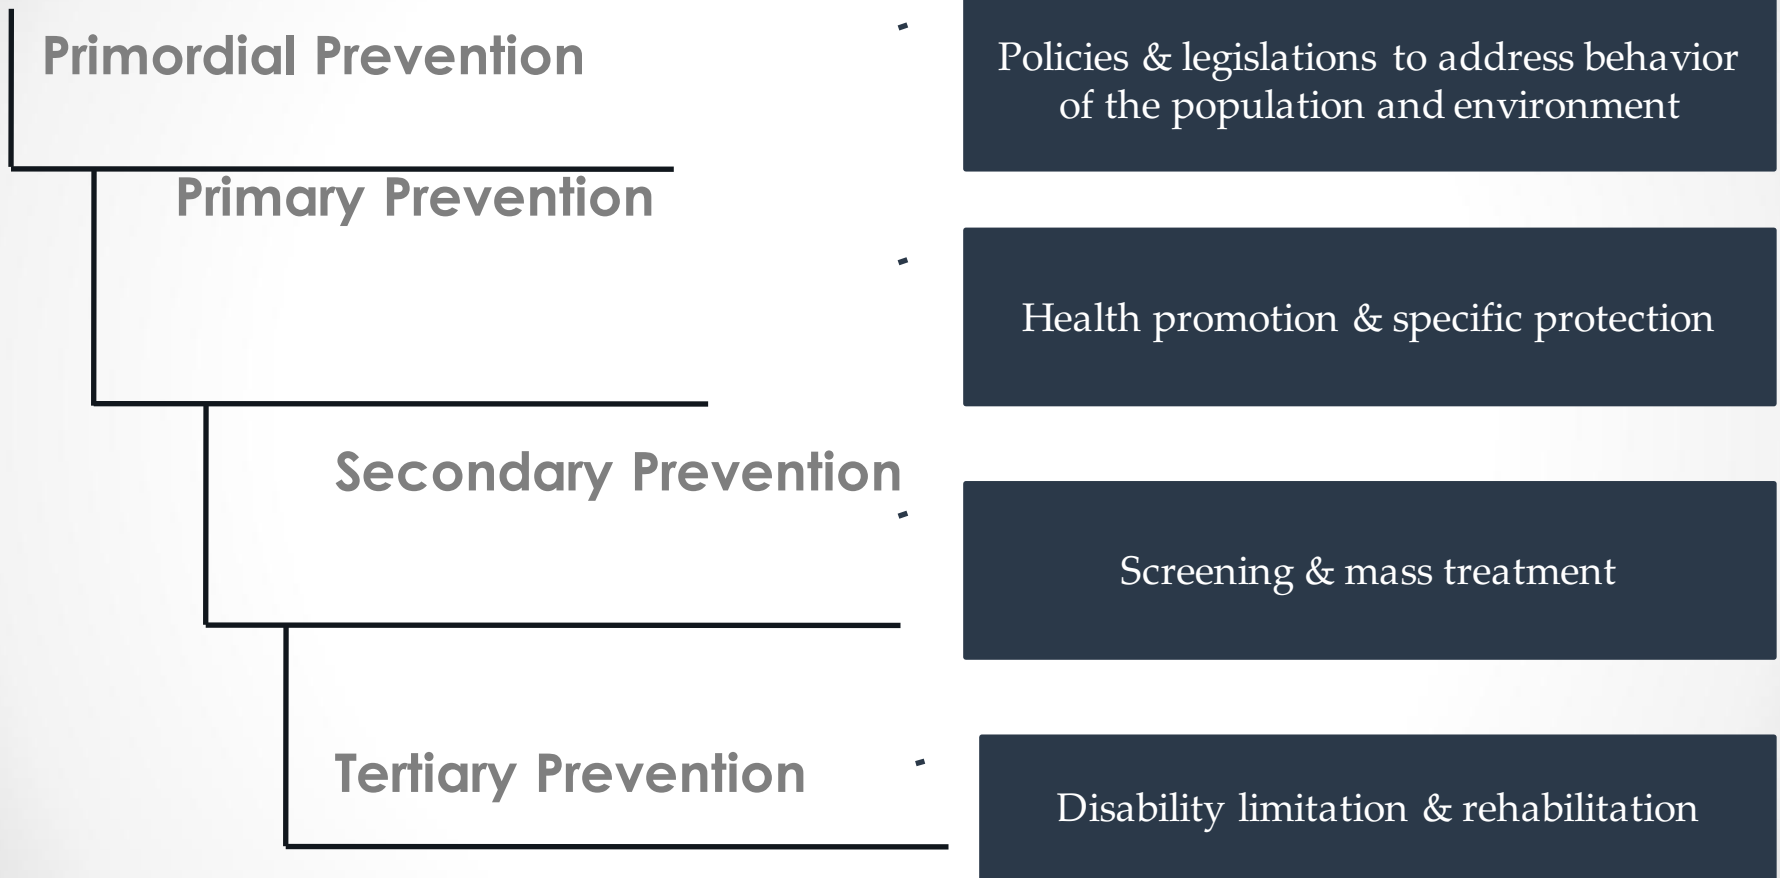 Primordial Prevention
Policies & legislations to address behavior
of the population and environment
Primary Prevention
Health promotion & specific protection
Secondary Prevention
Screening & mass treatment
Tertiary Prevention
Disability limitation & rehabilitation